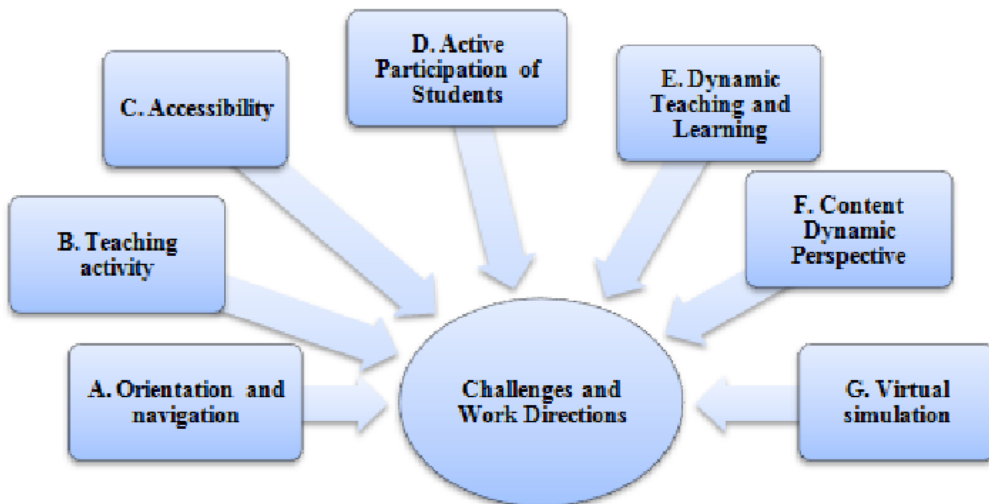 D. Active
Participation of
Students
C. Accessibility
E. Dynamic
Teaching and
Learning
B. Teaching
activity
F. Content
Dynamic
Perspective
A. Orientation and
navigation
Challenges and
Work Directions
G. Virtual
simulation